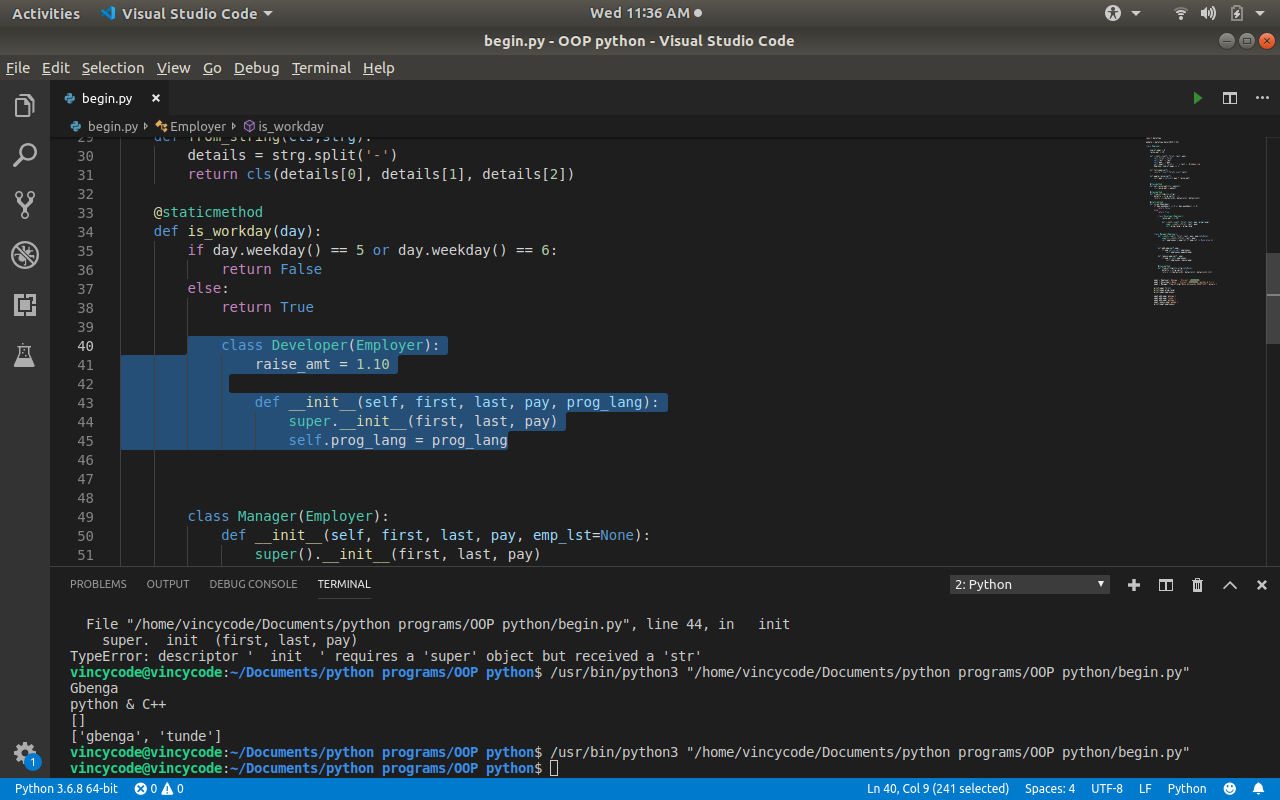 Activities Visual Studio Code Wed 11:36 AM
begin.py - OOP python - Visual Studio Code
File Edit Selection View Go Debug Terminal Help
begin.py
begin.py Employer is_workday
29 def from_string(cls,strg):
30 details = strg.split('-')
31 return cls(details[0], details[1], details[2])
32
33 @staticmethod
34 def is_workday(day):
35 if day.weekday() == 5 or day.weekday() == 6:
36 return False
37 else:
38 return True
39
40 class Developer(Employer):
41 raise_amt = 1.10
42
43 def __init__(self, first, last, pay, prog_lang):
44 super.__init__(first, last, pay)
45 self.prog_lang = prog_lang
46
47
48
49 class Manager(Employer):
50 def __init__(self, first, last, pay, emp_lst=None):
51 super().__init__(first, last, pay)
PROBLEMS OUTPUT DEBUG CONSOLE TERMINAL 2: Python
File "/home/vincycode/Documents/python programs/OOP python/begin.py", line 44, in   init
super.  init  (first, last, pay)
TypeError: descriptor '  init  ' requires a 'super' object but received a 'str'
vincycode@vincycode:~/Documents/python programs/OOP python$ /usr/bin/python3 "/home/vincycode/Documents/python programs/OOP python/begin.py"
Gbenga
python & C++
[]
['gbenga', 'tunde']
vincycode@vincycode:~/Documents/python programs/OOP python$ /usr/bin/python3 "/home/vincycode/Documents/python programs/OOP python/begin.py"
vincycode@vincycode:~/Documents/python programs/OOP python$
1
Python 3.6.8 64-bit 0 0 Ln 40, Col 9 (241 selected) Spaces: 4 UTF-8 LF Python